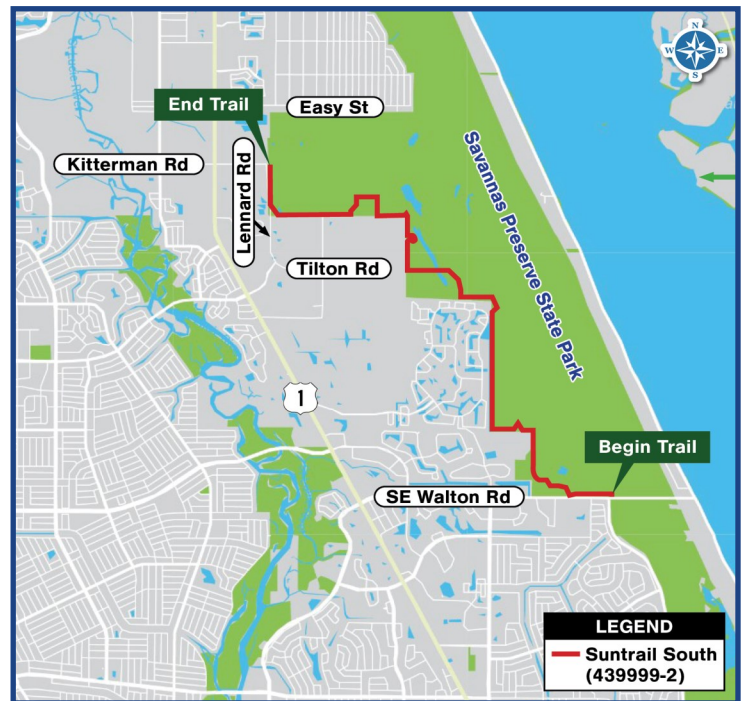 N
W
E
S
End Trail
Easy St
Kitterman Rd
Lennard Rd
Savannas Preserve State Park
Tilton Rd
1
Begin Trail
SE Walton Rd
LEGEND
Suntrail South
(439999-2)